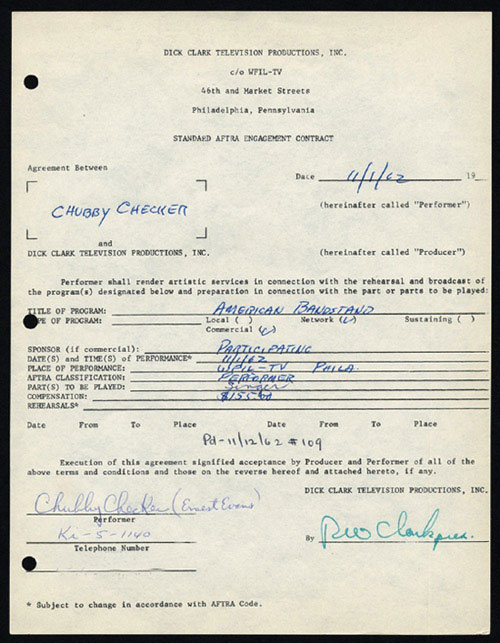 DICK CLARK TELEVISION PRODUCTIONS, INC.
c/o WFIL-TV
46th and Market Streets
Philadelphia, Pennsylvania
STANDARD AFTRA ENGAGEMENT CONTRACT
Agreement Between
Date 11/1/62 19
CHUBBY CHECKER
(hereinafter called "Performer")
and
DICK CLARK TELEVISION PRODUCTIONS, INC. (hereinafter called "Producer")
Performer shall render artistic services in connection with the rehearsal and broadcast of
the program(s) designated below and preparation in connection with the part or parts to be played:
TITLE OF PROGRAM: AMERICAN BANDSTAND
TYPE OF PROGRAM: Local ( ) Network (✓) Sustaining ( )
Commercial (✓)
SPONSOR (if commercial): PARTICIPATING
DATE(S) and TIME(S) of PERFORMANCE* 11/1/62
PLACE OF PERFORMANCE: WFIL-TV PHILA.
AFTRA CLASSIFICATION: PERFORMER
PART(S) TO BE PLAYED: Singer
COMPENSATION: $155.00
REHEARSALS*
Date From To Place Date From To Place
Pd-11/12/62 #109
Execution of this agreement signified acceptance by Producer and Performer of all of the
above terms and conditions and those on the reverse hereof and attached hereto, if any.
DICK CLARK TELEVISION PRODUCTIONS, INC.
Chubby Checker (Ernest Evans)
Performer
Ki-5-1140
Telephone Number
By RW Clark pres.
* Subject to change in accordance with AFTRA Code.